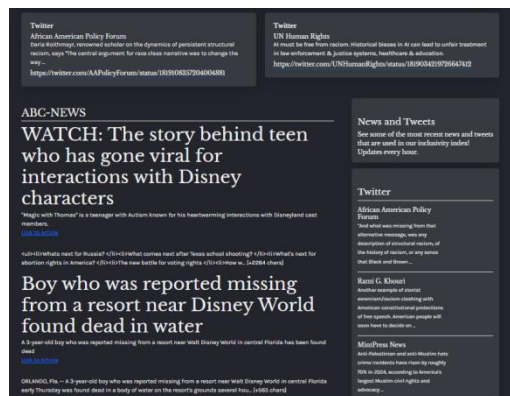 Twitter
African American Policy Forum
Daria Roithmayr, renowned scholar on the dynamics of persistent structural
racism, says "The central argument for race class narrative was to change the
way...
https://twitter.com/AAPolicyForum/status/1819108357204004881
Twitter
UN Human Rights
AI must be free from racism. Historical biases in AI can lead to unfair treatment
in law enforcement & justice systems, healthcare & education.
https://twitter.com/UNHumanRights/status/1819034219726647412
ABC-NEWS
WATCH: The story behind teen
who has gone viral for
interactions with Disney
characters
"Magic with Thomas" is a teenager with Autism known for his heartwarming interactions with Disneyland cast
members.
Link to Article
<ul><li>Whats next for Russia? </li><li>What comes next after Texas school shooting? </li><li>What's next for
abortion rights in America? </li><li>The new battle for voting rights </li><li>How w... [+2284 chars]
Boy who was reported missing
from a resort near Disney World
found dead in water
A 3-year-old boy who was reported missing from a resort near Walt Disney World in central Florida has been found
dead
Link to Article
ORLANDO, Fla. -- A 3-year-old boy who was reported missing from a resort near Walt Disney World in central Florida
early Thursday was found dead in a body of water on the resort's grounds several hou... [+565 chars]
News and Tweets
See some of the most recent news and tweets
that are used in our inclusivity index!
Updates every hour.
Twitter
African American Policy
Forum
"And what was missing from that
alternative message, was any
description of structural racism, of
the history of racism, or any sense
that Black and Brown ...
Rami G. Khouri
Another example of zionist
extremism/racism clashing with
American constitutional protections
of free speech. American people will
soon have to decide on ...
MintPress News
Anti-Palestinian and anti-Muslim hate
incidents have risen by roughly
70% in 2024, according to America's
largest Muslim civil rights and
advocacy ...